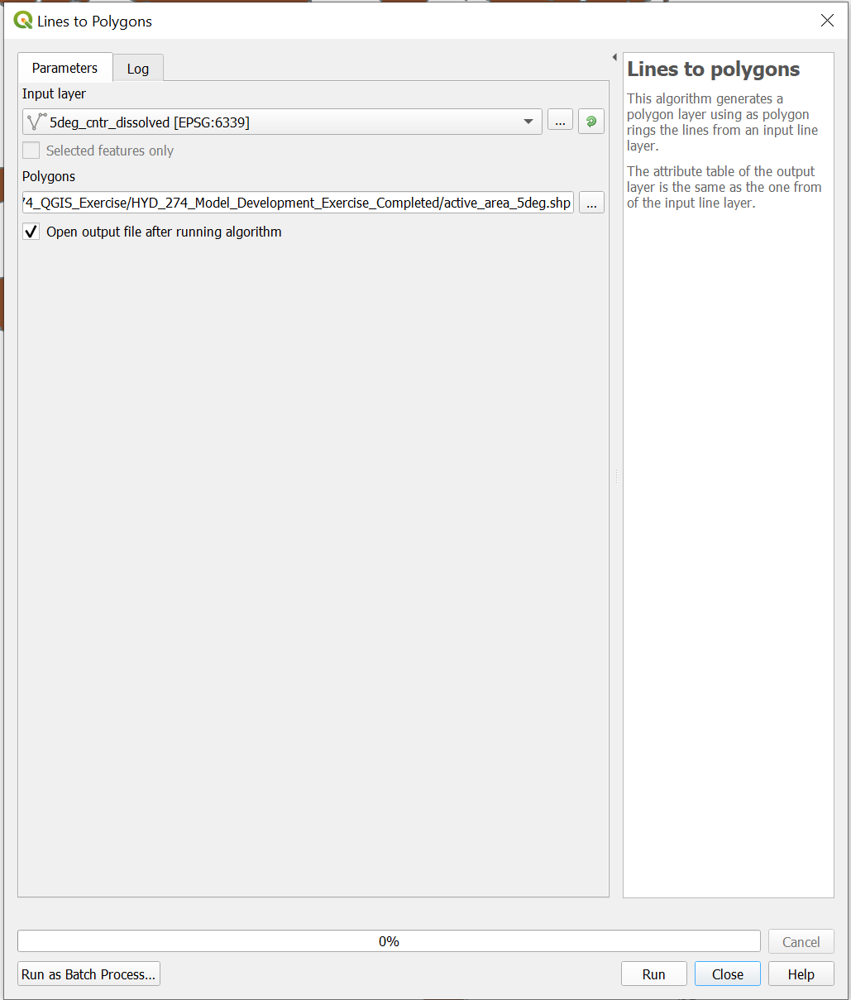 Lines to Polygons
Parameters
Log
Input layer
5deg_cntr_dissolved [EPSG:6339]
...
Selected features only
Polygons
74_QGIS_Exercise/HYD_274_Model_Development_Exercise_Completed/active_area_5deg.shp
...
Open output file after running algorithm
Lines to polygons
This algorithm generates a
polygon layer using as polygon
rings the lines from an input line
layer.
The attribute table of the output
layer is the same as the one from
of the input line layer.
0%
Cancel
Run as Batch Process...
Run
Close
Help